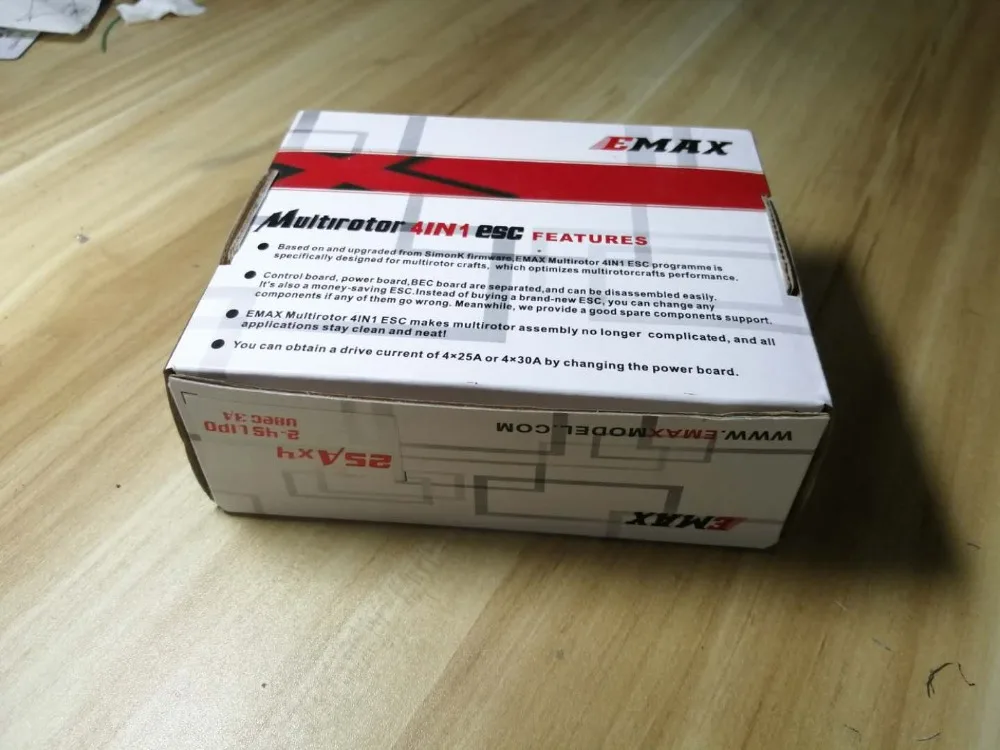 EMAX
Multirotor 4IN1 esc FEATURES
● Based on and upgraded from SimonK firmware,EMAX Multirotor 4IN1 ESC programme is
specifically designed for multirotor crafts, which optimizes multirotorcrafts performance.
● Control board, power board,BEC board are separated,and can be disassembled easily.
It's also a money-saving ESC.Instead of buying a brand-new ESC, you can change any
components if any of them go wrong. Meanwhile, we provide a good spare components support.
● EMAX Multirotor 4IN1 ESC makes multirotor assembly no longer complicated, and all
applications stay clean and neat!
● You can obtain a drive current of 4×25A or 4×30A by changing the power board.
EMAX
25A×4
2-4S LIPO
UBEC 3A
WWW.EMAXMODEL.COM